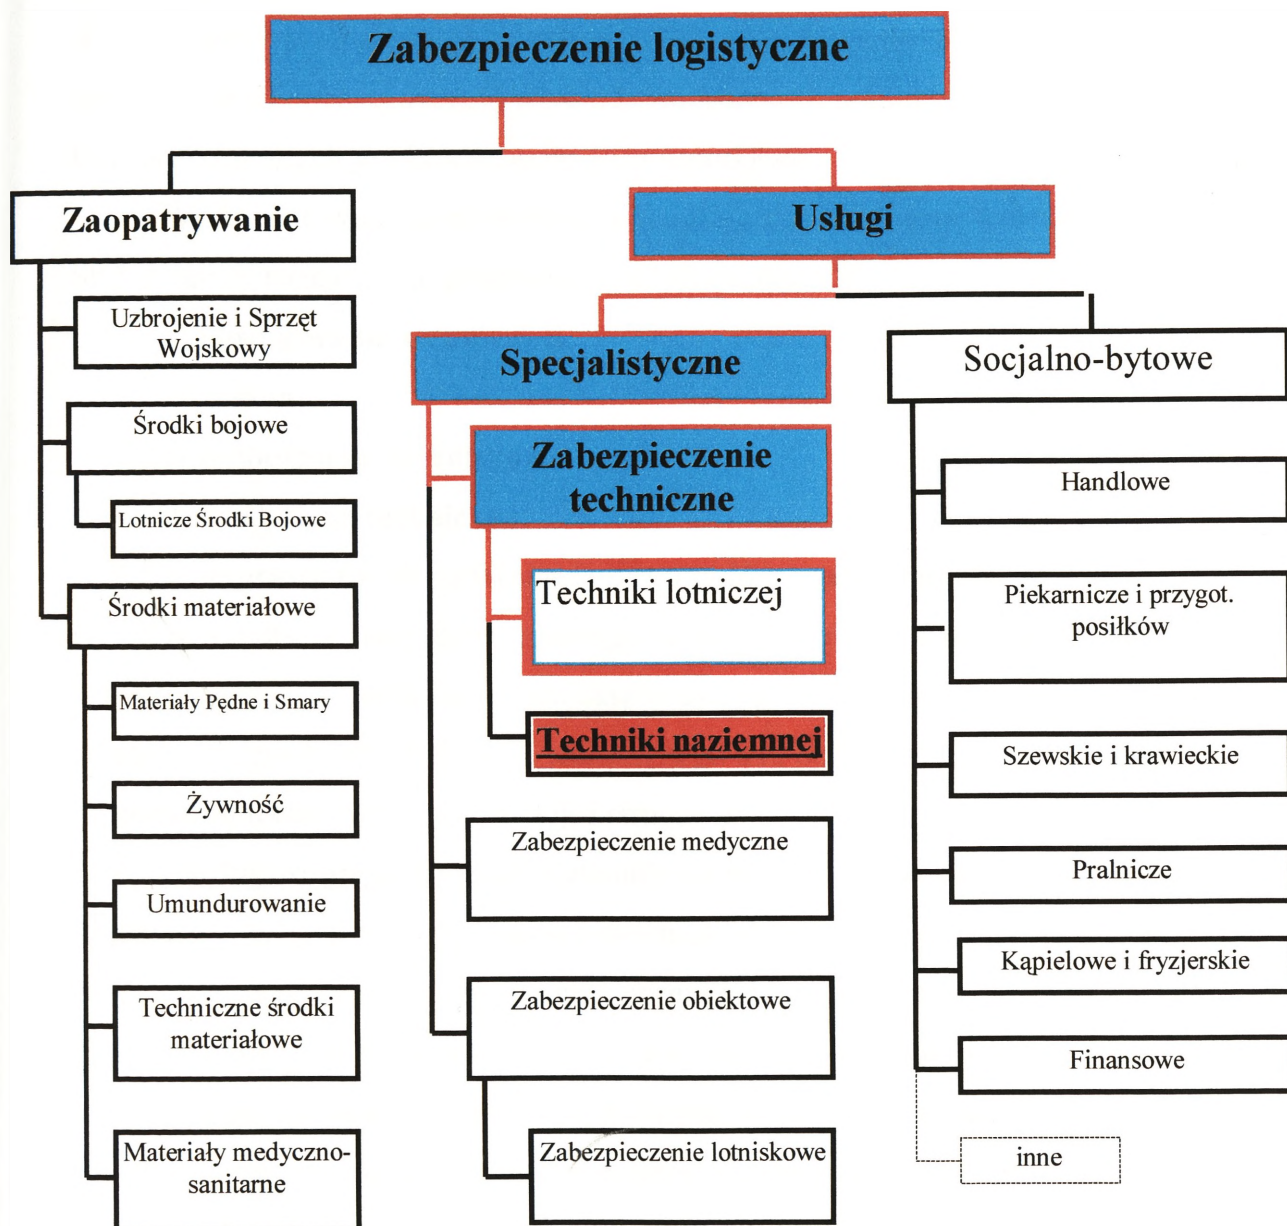 Zabezpieczenie logistyczne
Zaopatrywanie
Uzbrojenie i Sprzęt
Wojskowy
Środki bojowe
Lotnicze Środki Bojowe
Środki materiałowe
Materiały Pędne i Smary
Żywność
Umundurowanie
Techniczne środki
materiałowe
Materiały medyczno-
sanitarne
Usługi
Specjalistyczne
Zabezpieczenie
techniczne
Techniki lotniczej
Techniki naziemnej
Zabezpieczenie medyczne
Zabezpieczenie obiektowe
Zabezpieczenie lotniskowe
Socjalno-bytowe
Handlowe
Piekarnicze i przygot.
posiłków
Szewskie i krawieckie
Pralnicze
Kąpielowe i fryzjerskie
Finansowe
inne